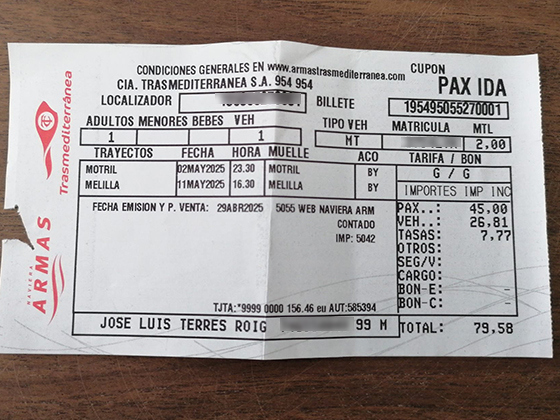 CONDICIONES GENERALES EN www.armastrasmediterranea.com
CUPON
CIA. TRASMEDITERRANEA S.A. 954 954
PAX IDA
LOCALIZADOR
BILLETE
195495055270001
ADULTOS MENORES BEBES VEH
TIPO VEH
MATRICULA
MTL
1
1
MT
2,00
TRAYECTOS FECHA HORA MUELLE ACO TARIFA / BON
G / G
MOTRIL 02MAY2025 23.30 MOTRIL BY
MELILLA 11MAY2025 16.30 MELILLA BY
IMPORTES IMP INC
FECHA EMISION Y P. VENTA: 29ABR2025 5055 WEB NAVIERA ARM
CONTADO
IMP: 5042
PAX..: 45,00
VEH..: 26,81
TASAS: 7,77
OTROS:
SEG/V:
CARGO:
BON-E:
BON-C:
TJTA:*9999 0000 156.46 eu AUT:585394
JOSE LUIS TERRES ROIG 99 M
TOTAL: 79,58
Trasmediterránea
NAVIERA
ARMAS